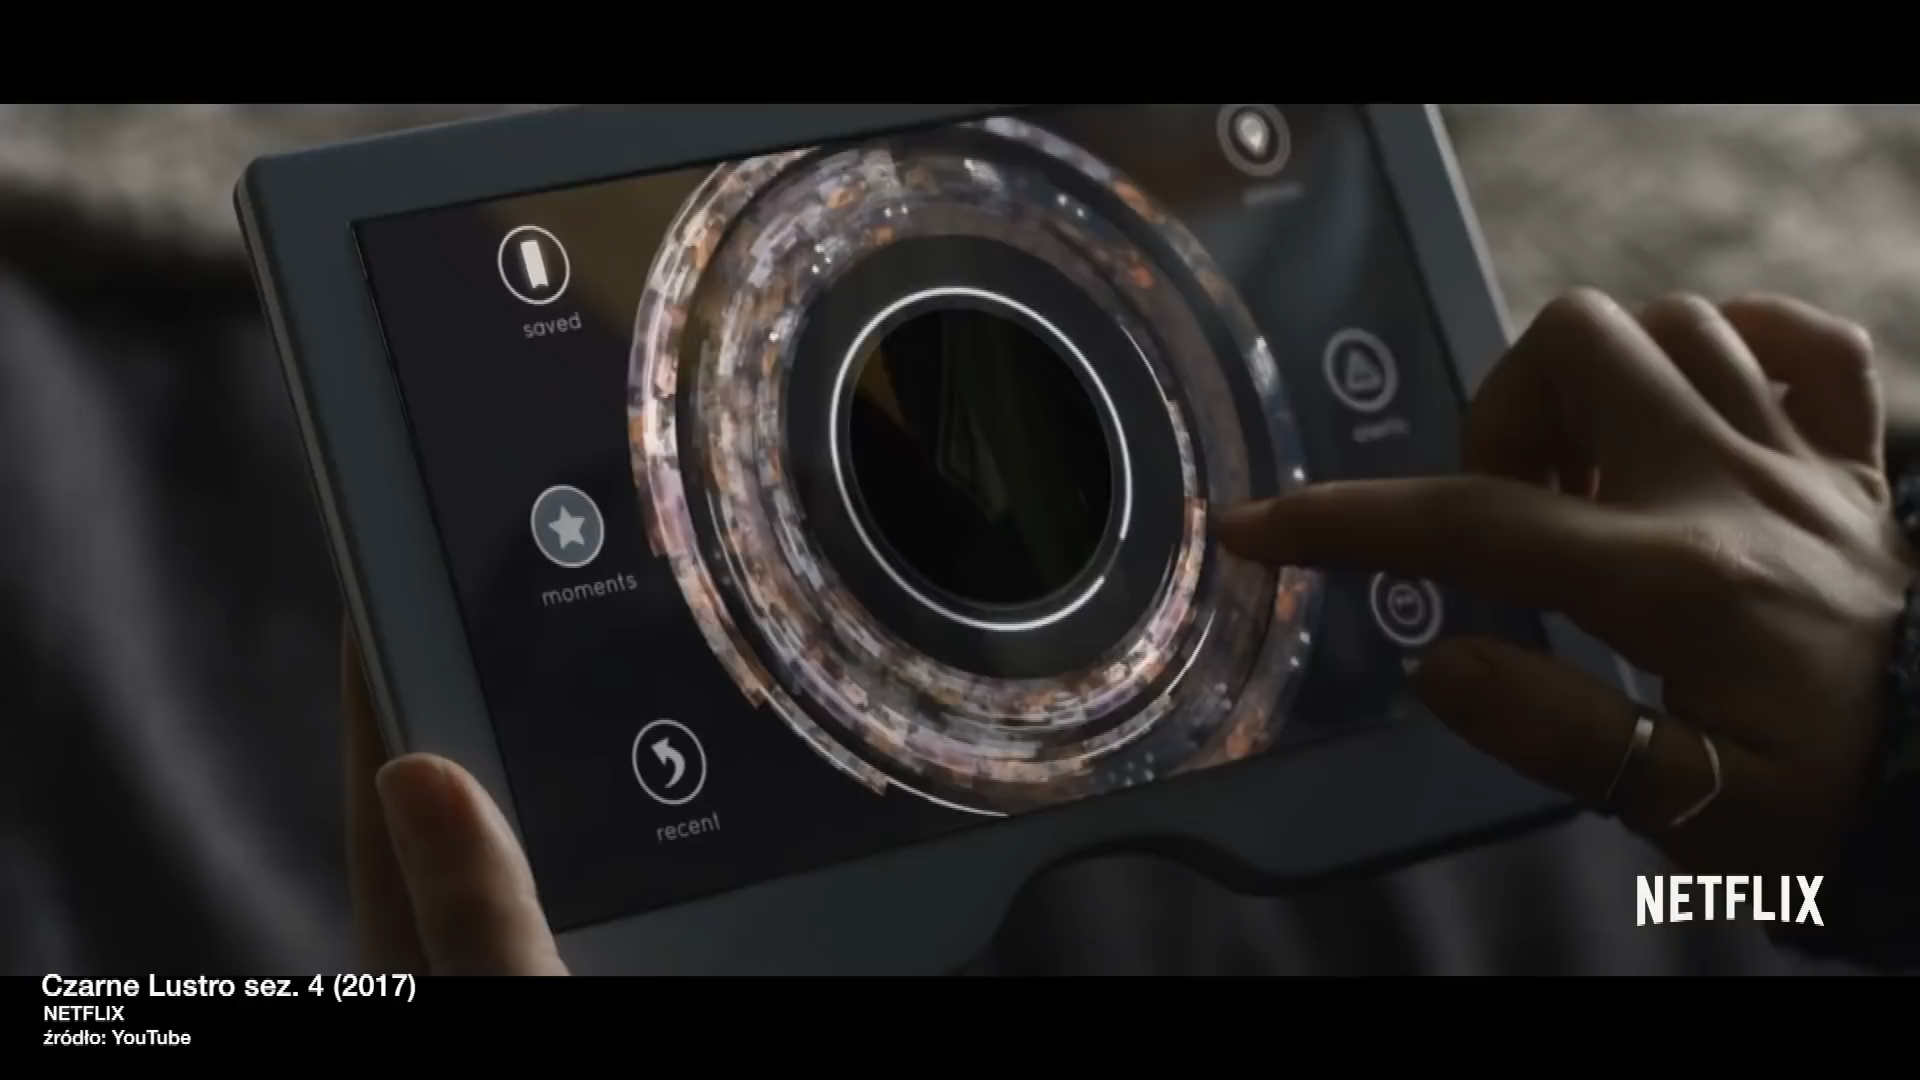 saved
moments
recent
NETFLIX
Czarne Lustro sez. 4 (2017)
NETFLIX
źródło: YouTube